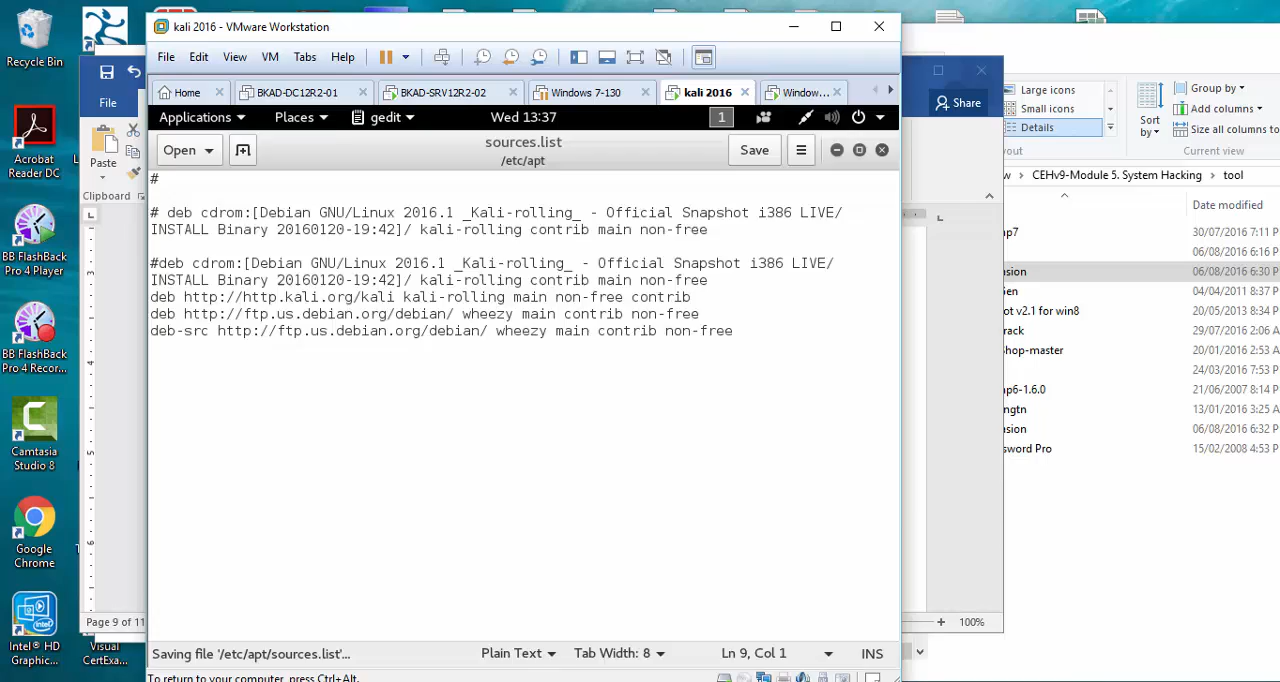 Recycle Bin
Acrobat
Reader DC
BB FlashBack
Pro 4 Player
BB FlashBack
Pro 4 Recor...
Camtasia
Studio 8
Google
Chrome
Intel® HD
Graphic...
Visual
CertExa...
kali 2016 - VMware Workstation
File Edit View VM Tabs Help
Home BKAD-DC12R2-01 BKAD-SRV12R2-02 Windows 7-130 kali 2016 Window...
Applications Places gedit Wed 13:37 1
Open sources.list Save
/etc/apt
#
# deb cdrom:[Debian GNU/Linux 2016.1 _Kali-rolling_ - Official Snapshot i386 LIVE/
INSTALL Binary 20160120-19:42]/ kali-rolling contrib main non-free
#deb cdrom:[Debian GNU/Linux 2016.1 _Kali-rolling_ - Official Snapshot i386 LIVE/
INSTALL Binary 20160120-19:42]/ kali-rolling contrib main non-free
deb http://http.kali.org/kali kali-rolling main non-free contrib
deb http://ftp.us.debian.org/debian/ wheezy main contrib non-free
deb-src http://ftp.us.debian.org/debian/ wheezy main contrib non-free
Saving file '/etc/apt/sources.list'... Plain Text Tab Width: 8 Ln 9, Col 1 INS
To return to your computer, press Ctrl+Alt.
File
Paste
Clipboard
Share
Page 9 of 11
100%
Large icons
Small icons
Details
Sort
by
Group by
Add columns
Size all columns to
Current view
CEHv9-Module 5. System Hacking tool
Date modified
30/07/2016 7:11 P
06/08/2016 6:38 P
06/08/2016 6:30 P
04/04/2011 8:37 P
ot v2.1 for win8 20/05/2013 8:34 P
rack 29/07/2016 2:06 A
hop-master 20/01/2016 2:53 A
24/03/2016 7:53 P
p6-1.6.0 21/06/2007 8:14 P
ngtn 13/01/2016 3:25 A
sion 06/08/2016 6:32 P
sword Pro 15/02/2008 4:53 P